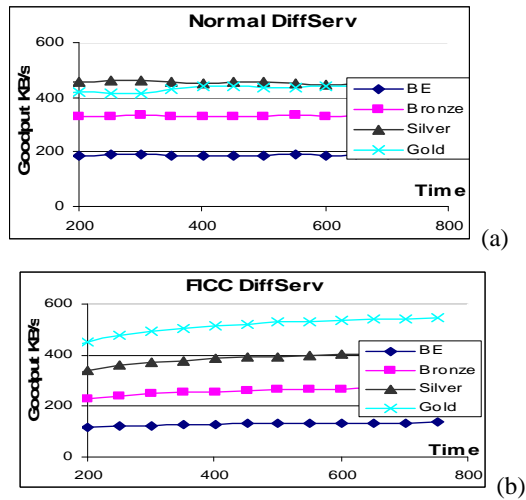 Normal DiffServ
Goodput KB/s
600
400
200
0
200
400
600
800
Time
BE
Bronze
Silver
Gold
(a)
FICC DiffServ
Goodput KB/s
600
400
200
0
200
400
600
800
Time
BE
Bronze
Silver
Gold
(b)